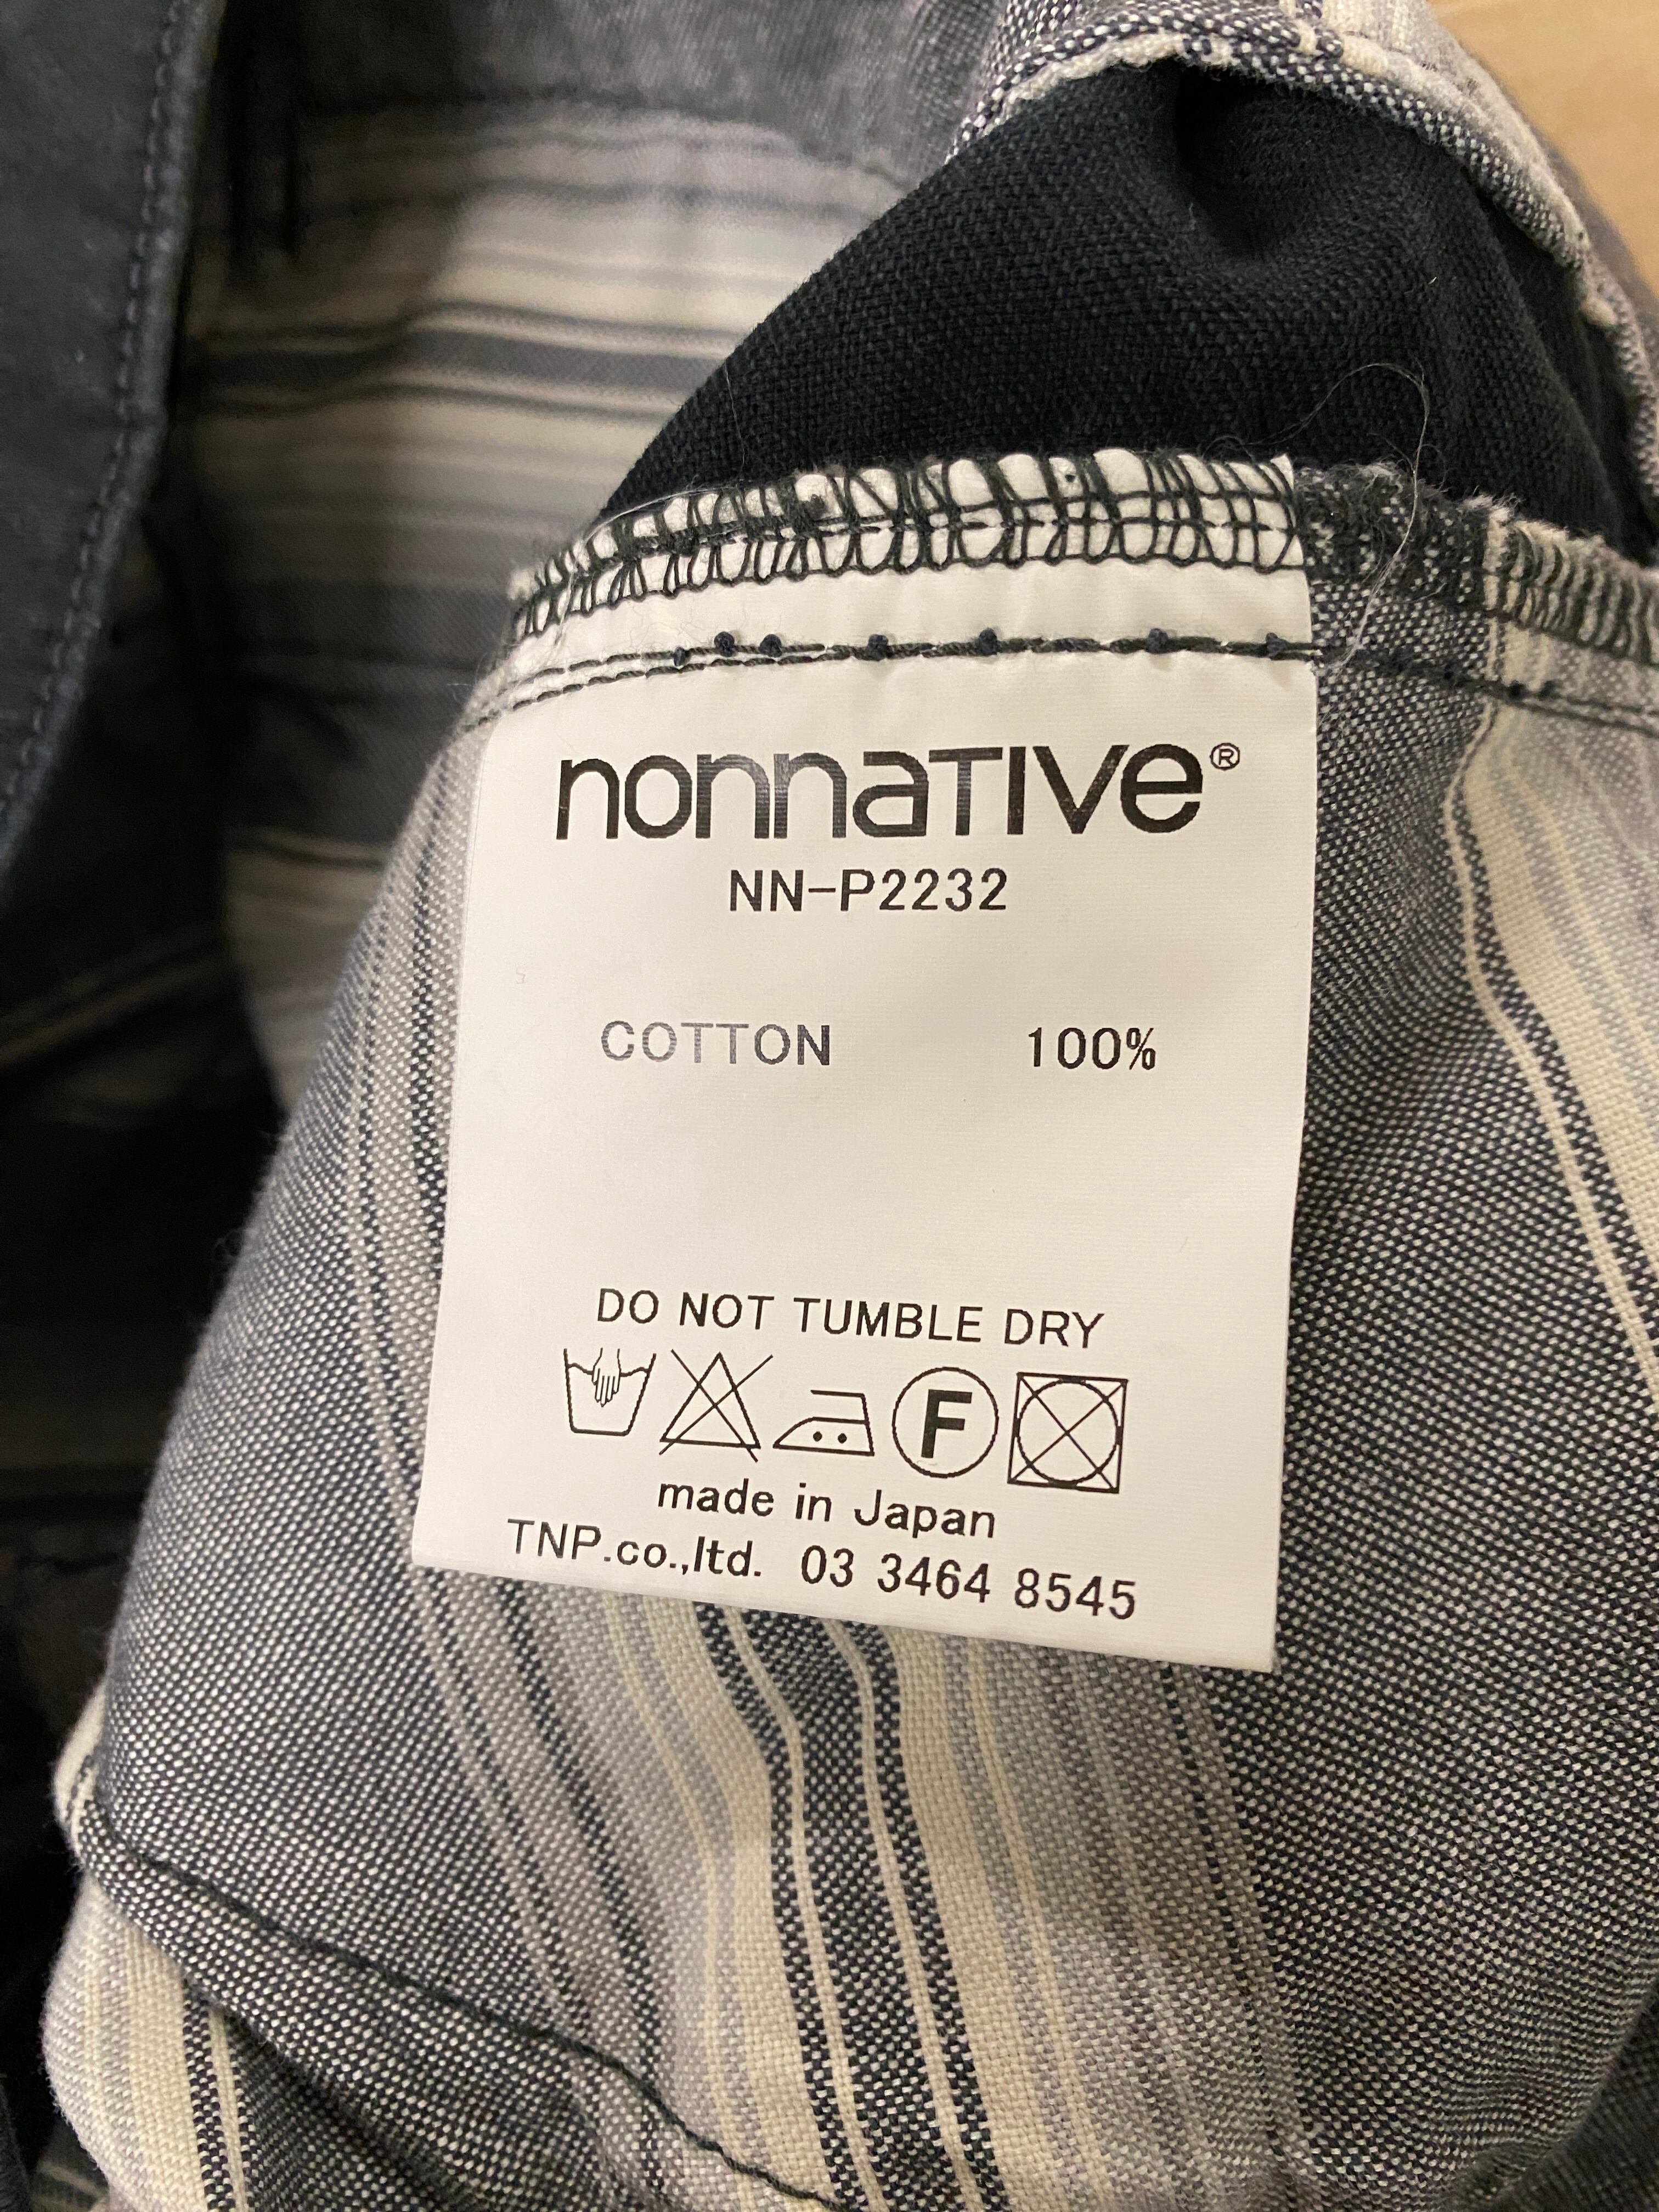 nonnative®
NN-P2232
COTTON 100%
DO NOT TUMBLE DRY
F
made in Japan
TNP.co.,ltd. 03 3464 8545